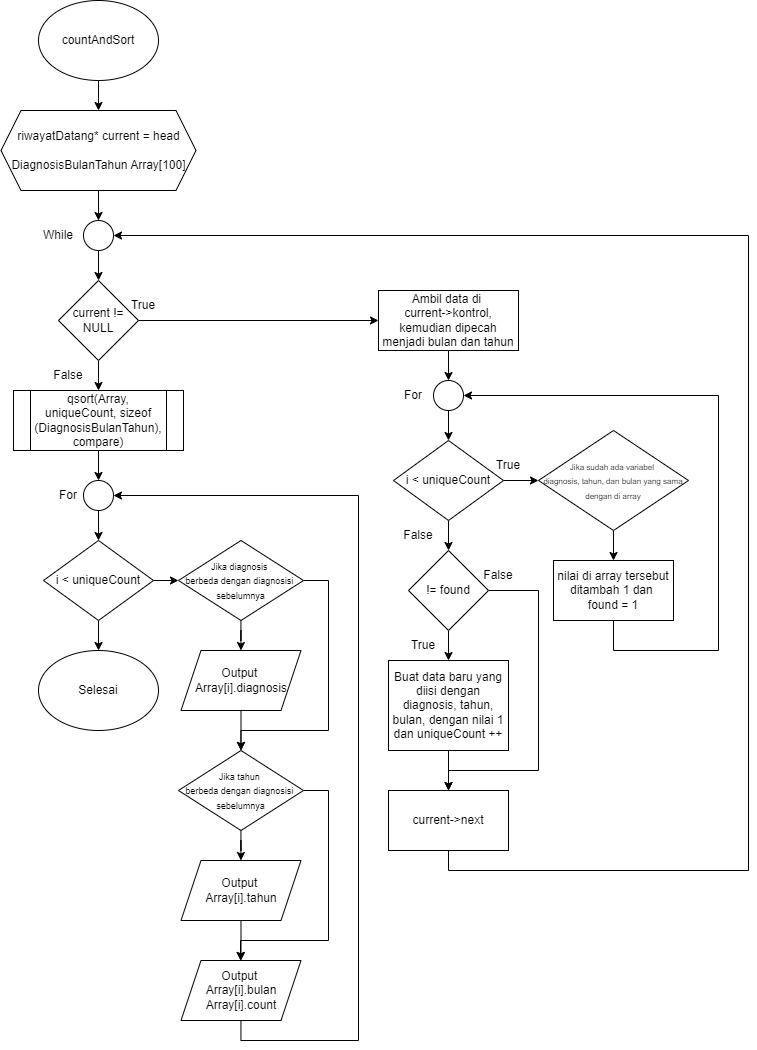 countAndSort
riwayatDatang* current = head
DiagnosisBulanTahun Array[100]
While
current !=
NULL
True
False
Ambil data di
current->kontrol,
kemudian dipecah
menjadi bulan dan tahun
For
i < uniqueCount
True
False
Jika sudah ada variabel
diagnosis, tahun, dan bulan yang sama
dengan di array
nilai di array tersebut
ditambah 1 dan
found = 1
!= found
False
True
Buat data baru yang
diisi dengan
diagnosis, tahun,
bulan, dengan nilai 1
dan uniqueCount ++
current->next
qsort(Array,
uniqueCount, sizeof
(DiagnosisBulanTahun),
compare)
For
i < uniqueCount
Selesai
Jika diagnosis
berbeda dengan diagnosisi
sebelumnya
Output
Array[i].diagnosis
Jika tahun
berbeda dengan diagnosisi
sebelumnya
Output
Array[i].tahun
Output
Array[i].bulan
Array[i].count